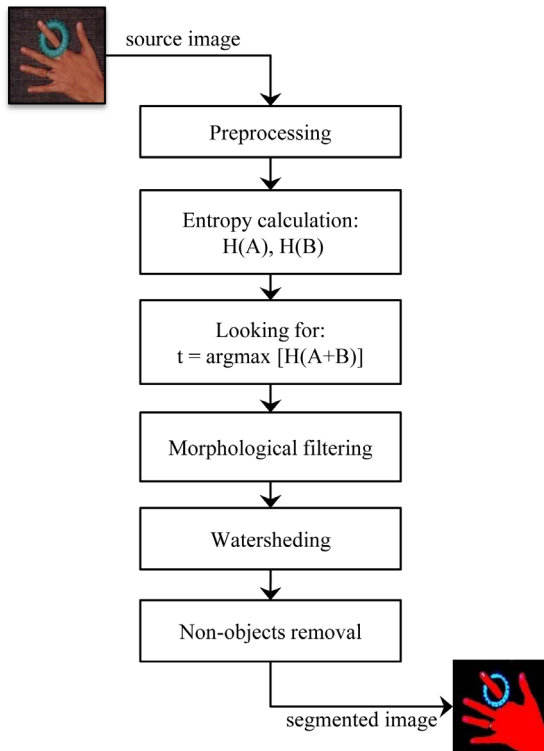 source image
Preprocessing
Entropy calculation:
H(A), H(B)
Looking for:
t = argmax [H(A+B)]
Morphological filtering
Watersheding
Non-objects removal
segmented image